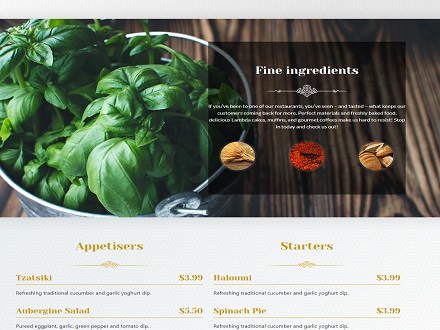 Fine ingredients
If you've been to one of our restaurants, you've seen – and tasted – what keeps our
customers coming back for more. Perfect materials and freshly baked food,
delicious Lambda cakes, muffins, and gourmet coffees make us hard to resist! Stop
in today and check us out!
Appetisers
Tzatsiki $3.99
Refreshing traditional cucumber and garlic yoghurt dip.
Aubergine Salad $5.50
Pureed eggplant, garlic, green pepper and tomato dip.
Starters
Haloumi $3.99
Refreshing traditional cucumber and garlic yoghurt dip.
Spinach Pie $3.99
Refreshing traditional cucumber and garlic yoghurt dip.